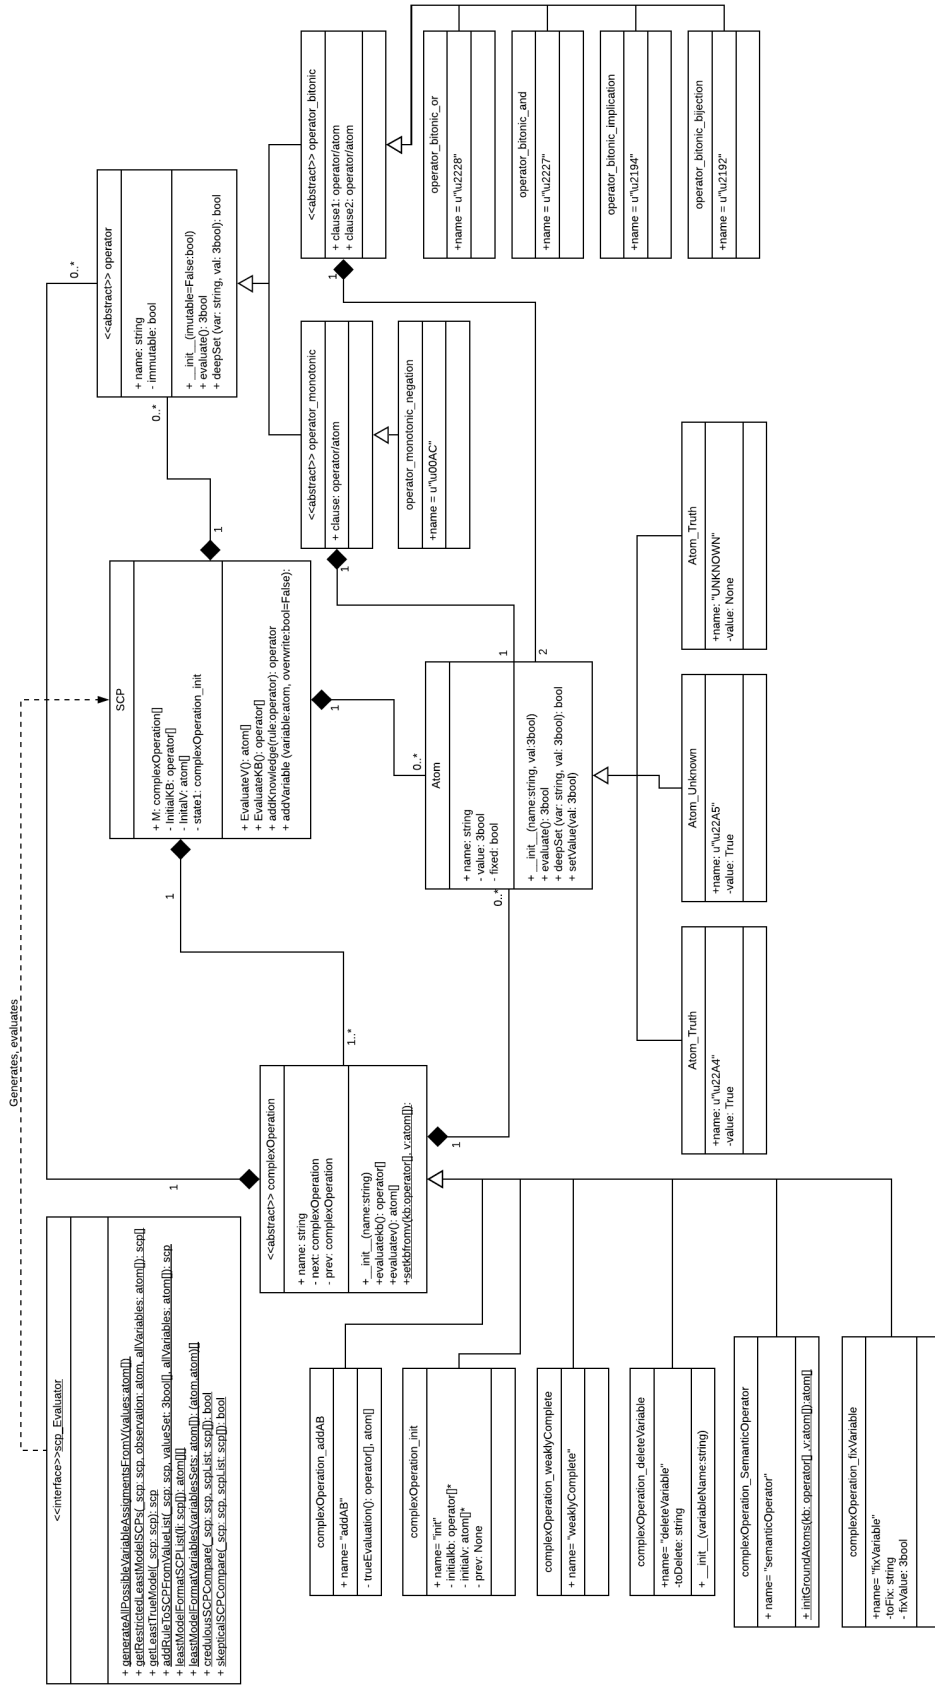 Generates, evaluates
<<interface>>scp_Evaluator
+ generateAllPossibleVariableAssigmentsFromV(values:atom[])
+ getRestrictedLeastModelSCPs(_scp: scp, observation: atom, allVariables: atom[]): scp[]
+ getLeastTrueModel(_scp: scp): scp
+ addRuleToSCPFromValueList(_scp: scp, valueSet: 3bool[], allVariables: atom[]): scp
+ leastModelFormatSCPList(li: scp[]): atom[][]
+ leastModelFormatVariables(variablesSets: atom[]): (atom,atom)[]
+ credulousSCPCompare(_scp: scp, scpList: scp[]): bool
+ skepticalSCPCompare(_scp: scp, scpList: scp[]): bool
1
<<abstract>> complexOperation
+ name: string
- next: complexOperation
- prev: complexOperation
+__init__(name:string)
+evaluatekb(): operator[]
+evaluatev(): atom[]
+setkbfromv(kb:operator[], v:atom[]):
1
1..*
1
complexOperation_addAB
+ name= "addAB"
- trueEvaluation(): operator[], atom[]
complexOperation_init
+ name= "init"
- initialkb: operator[]*
- initialv: atom[]*
- prev: None
complexOperation_weaklyComplete
+ name= "weaklyComplete"
complexOperation_deleteVariable
+name= "deleteVariable"
-toDelete: string
+ __init__(variableName:string)
complexOperation_SemanticOperator
+ name= "semanticOperator"
+ initGroundAtoms(kb: operator[], v:atom[]):atom[]
complexOperation_fixVariable
+name= "fixVariable"
-toFix: string
- fixValue: 3bool
SCP
+ M: complexOperation[]
- InitialKB: operator[]
- InitalV: atom[]
- state1: complexOperation_init
+ EvaluateV(): atom[]
+ EvaluateKB(): operator[]
+ addKnowledge(rule:operator): operator
+ addVariable (variable:atom, overwrite:bool=False):
1
0..*
1
0..*
Atom
+ name: string
- value: 3bool
- fixed: bool
+ __init__(name:string, val:3bool)
+ evaluate(): 3bool
+ deepSet (var: string, val: 3bool): bool
+ setValue(val: 3bool)
0..*
1
2
Atom_Truth
+name: u"\u22A4"
-value: True
Atom_Unknown
+name: u"\u22A5"
-value: True
Atom_Truth
+name: "UNKNOWN"
-value: None
0..*
<<abstract>> operator
+ name: string
- immutable: bool
+ __init__(imutable=False:bool)
+ evaluate(): 3bool
+ deepSet (var: string, val: 3bool): bool
<<abstract>> operator_monotonic
+ clause: operator/atom
1
operator_monotonic_negation
+name = u"\u00AC"
<<abstract>> operator_bitonic
+ clause1: operator/atom
+ clause2: operator/atom
1
operator_bitonic_or
+name = u"\u2228"
operator_bitonic_and
+name = u"\u2227"
operator_bitonic_implication
+name = u"\u2194"
operator_bitonic_bijection
+name = u"\u2192"